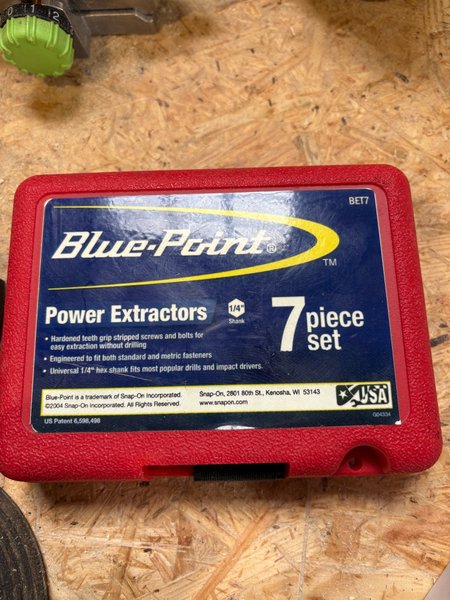 0 1 2
BET7
Blue-Point®
TM
Power Extractors
1/4"
Shank
7 piece
set
• Hardened teeth grip stripped screws and bolts for
easy extraction without drilling
• Engineered to fit both standard and metric fasteners
• Universal 1/4" hex shank fits most popular drills and impact drivers.
Blue-Point is a trademark of Snap-On Incorporated.
©2004 Snap-On Incorporated. All Rights Reserved.
Snap-On, 2801 80th St., Kenosha, WI 53143
www.snapon.com
USA
US Patent 6,598,498
G04334